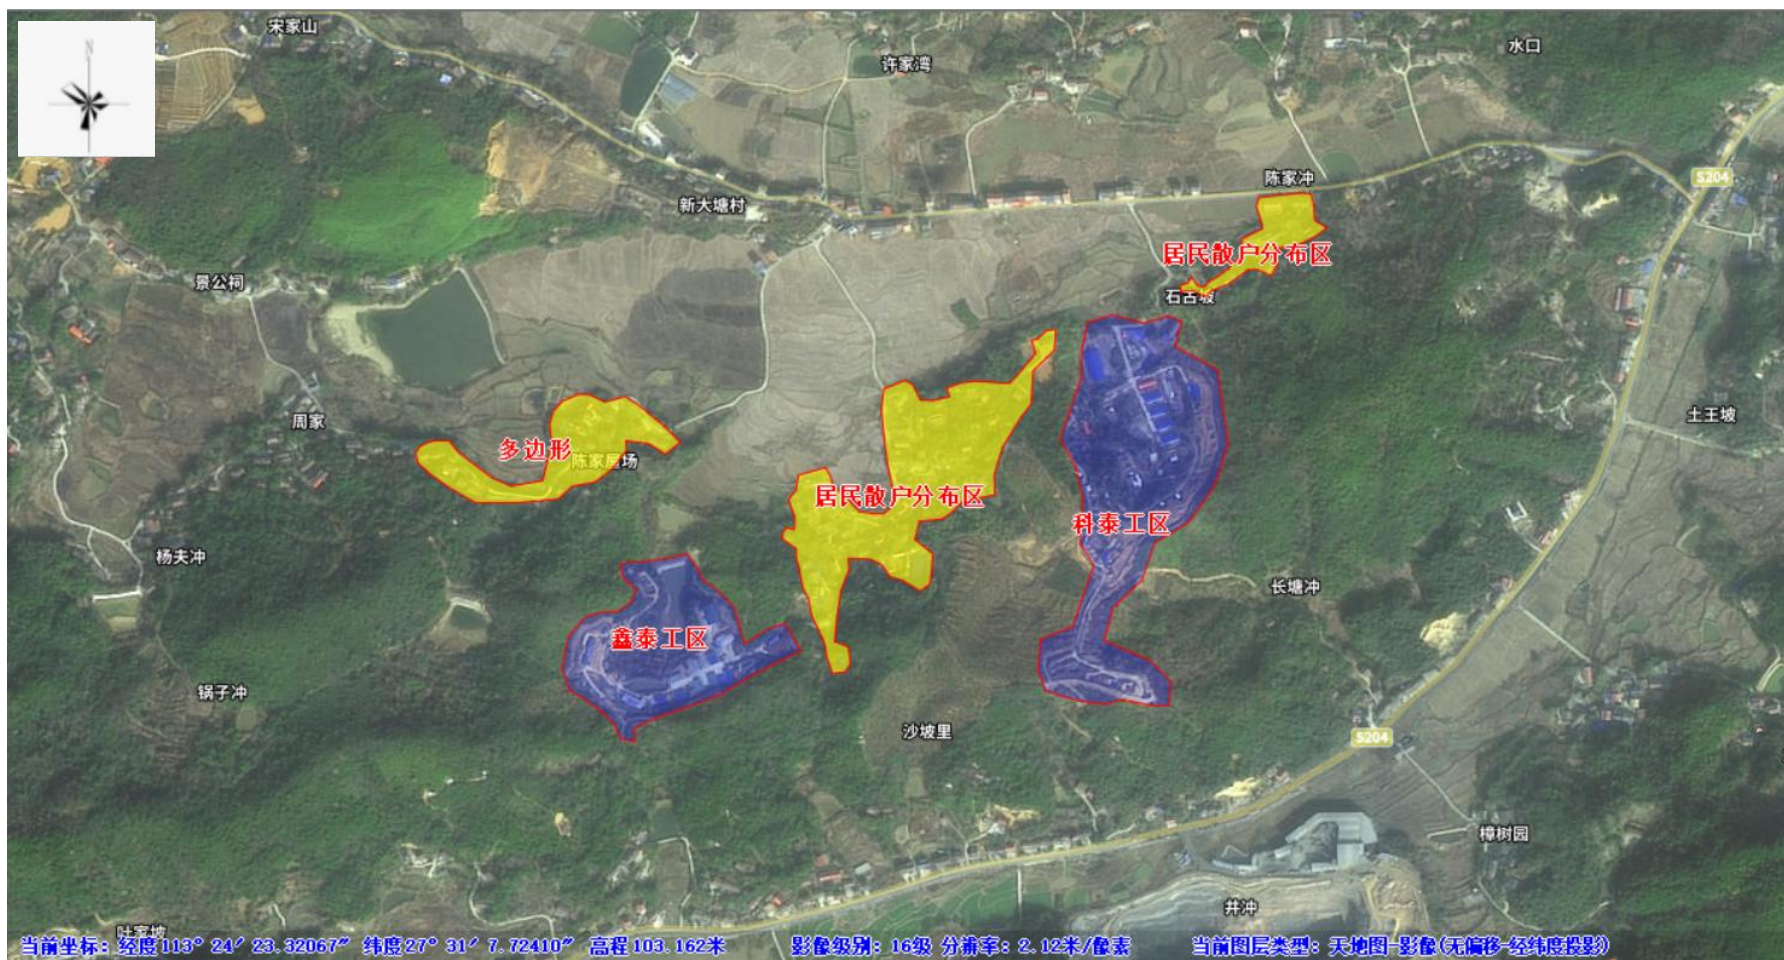 宋家山
N
水口
许家湾
陈家冲
S204
新大塘村
居民散户分布区
景公祠
石古坡
土王坡
周家
多边形
陈家屋场
居民散户分布区
科泰工区
杨夫冲
长塘冲
鑫泰工区
锅子冲
沙坡里
S204
樟树园
井冲
叶家坡
当前坐标：经度113° 24′ 23.32067″ 纬度27° 31′ 7.72410″ 高程103.162米 影像级别：16级 分辨率：2.12米/像素 当前图层类型：天地图-影像(无偏移-经纬度投影)